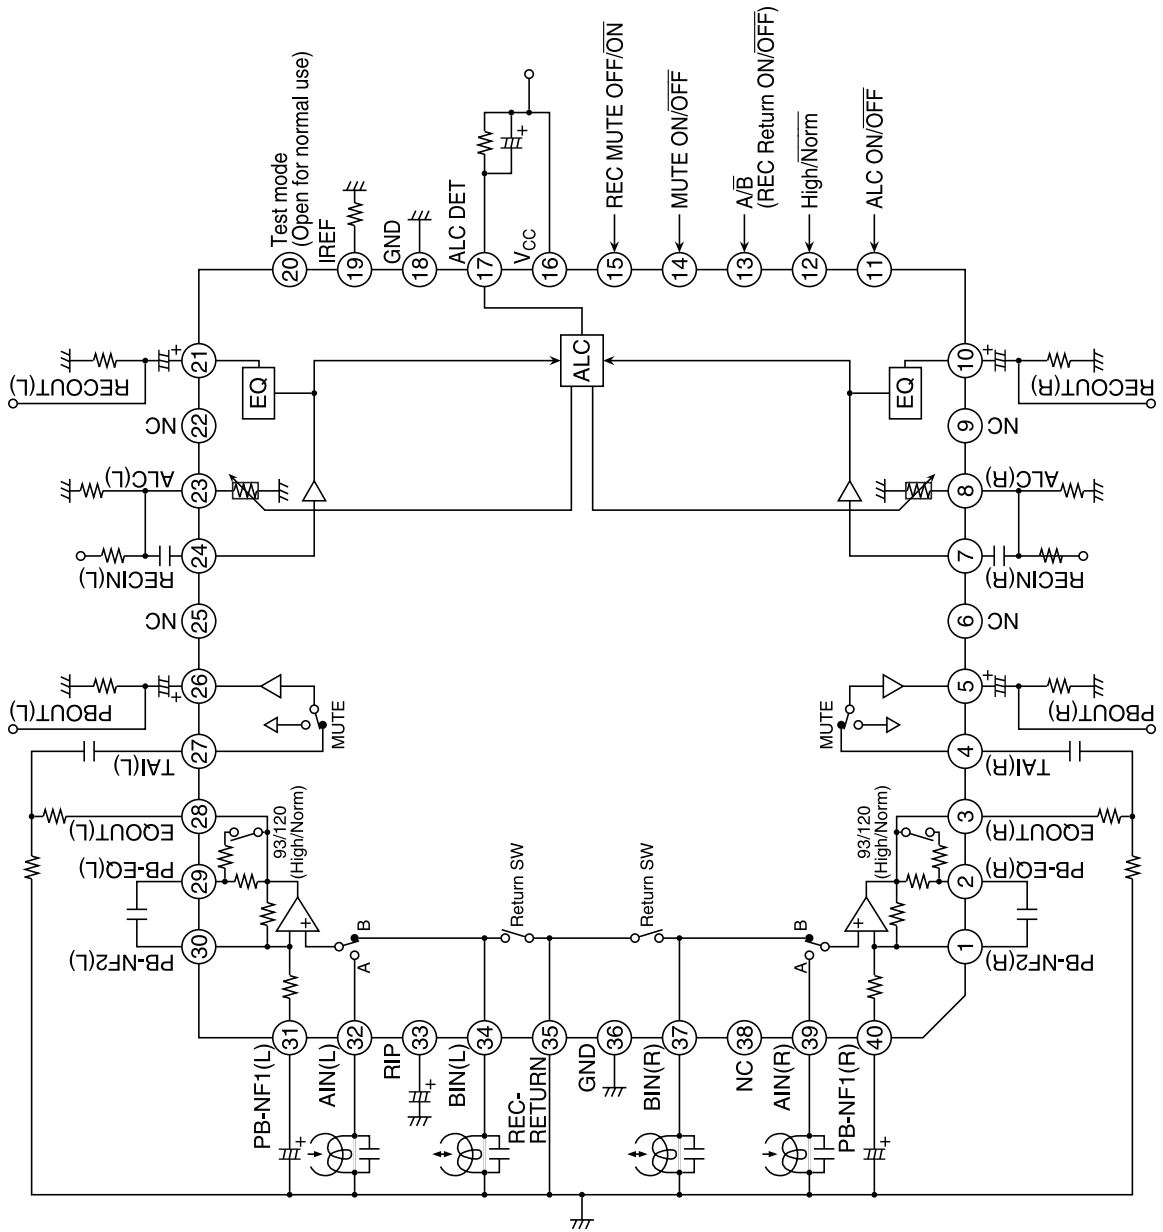 Test mode
(Open for normal use)
IREF
GND
ALC DET
VCC
REC MUTE OFF/ON
MUTE ON/OFF
A/B
(REC Return ON/OFF)
High/Norm
ALC ON/OFF
20
19
18
17
16
15
14
13
12
11
RECOUT(L)
+
21
EQ
NC
22
ALC(L)
23
RECIN(L)
24
NC
25
PBOUT(L)
+
26
MUTE
TAI(L)
27
EQOUT(L)
28
PB-EQ(L)
29
93/120
(High/Norm)
PB-NF2(L)
30
+
ALC
RECOUT(R)
+
10
EQ
NC
9
ALC(R)
8
RECIN(R)
7
NC
6
PBOUT(R)
+
5
MUTE
TAI(R)
4
EQOUT(R)
3
PB-EQ(R)
2
93/120
(High/Norm)
PB-NF2(R)
1
+
A
B
Return SW
Return SW
B
A
31
32
33
34
35
36
37
38
39
40
PB-NF1(L)
AIN(L)
RIP
BIN(L)
REC-
RETURN
GND
BIN(R)
NC
AIN(R)
PB-NF1(R)
+
+
+